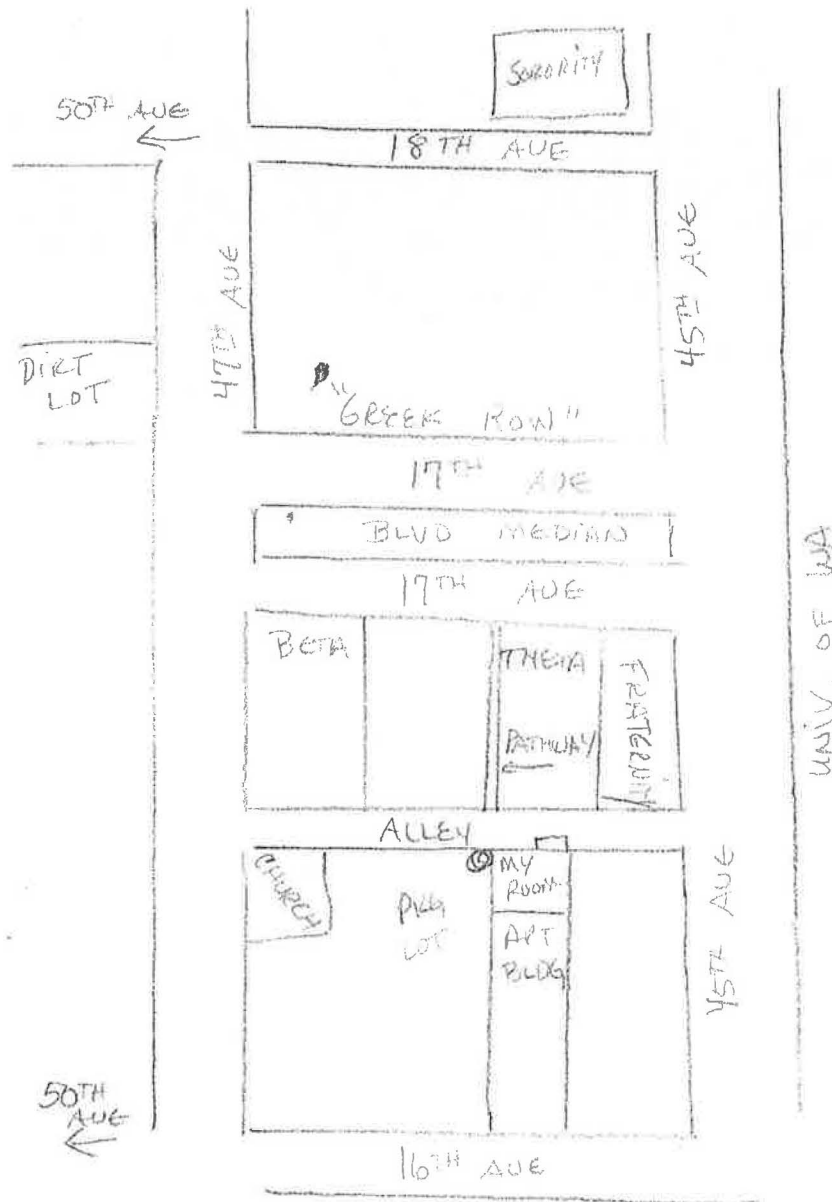 SORORITY
50TH AVE
18TH AVE
47TH AVE
45TH AVE
DIRT
LOT
"GREEK ROW"
17TH AVE
BLVD MEDIAN
17TH AVE
UNIV OF WA
BETA
THETA
FRATERNITY
PATHWAY
ALLEY
CHURCH
PKG
LOT
MY
ROOM
APT
BLDG
45TH AVE
50TH
AVE
16TH AVE